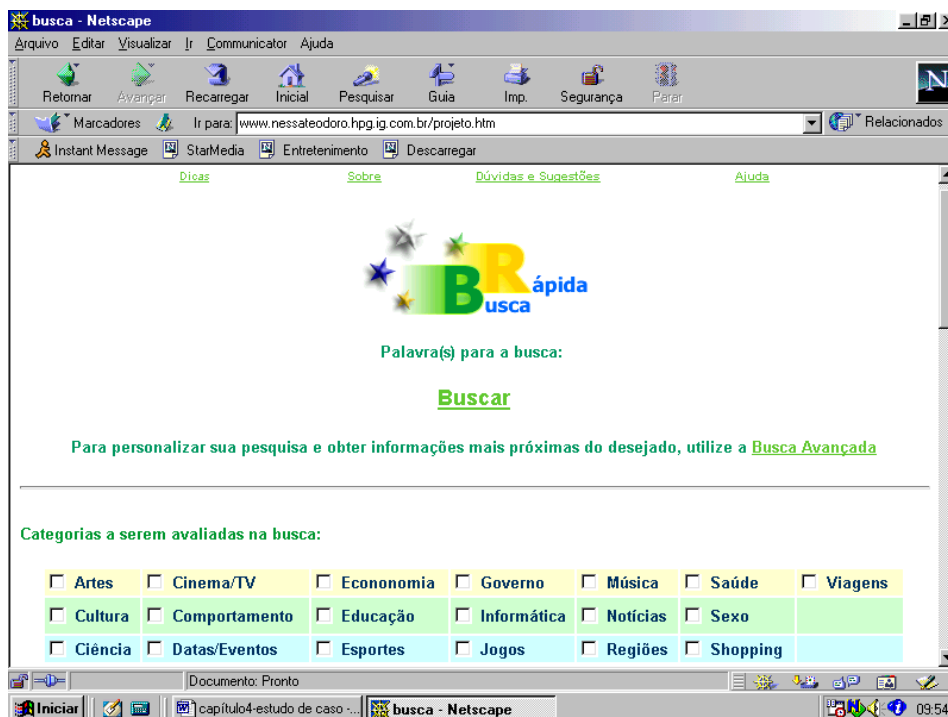 busca - Netscape
Arquivo Editar Visualizar Ir Communicator Ajuda
Retornar Avançar Recarregar Inicial Pesquisar Guia Imp. Segurança Parar
N
Marcadores Ir para: www.nessateodoro.hpg.ig.com.br/projeto.htm Relacionados
Instant Message StarMedia Entretenimento Descarregar
Dicas Sobre Dúvidas e Sugestões Ajuda
Busca Rápida
Palavra(s) para a busca:
Buscar
Para personalizar sua pesquisa e obter informações mais próximas do desejado, utilize a Busca Avançada
Categorias a serem avaliadas na busca:
Artes Cinema/TV Econonomia Governo Música Saúde Viagens
Cultura Comportamento Educação Informática Notícias Sexo
Ciência Datas/Eventos Esportes Jogos Regiões Shopping
Documento: Pronto
Iniciar capítulo4-estudo de caso -... busca - Netscape 09:54